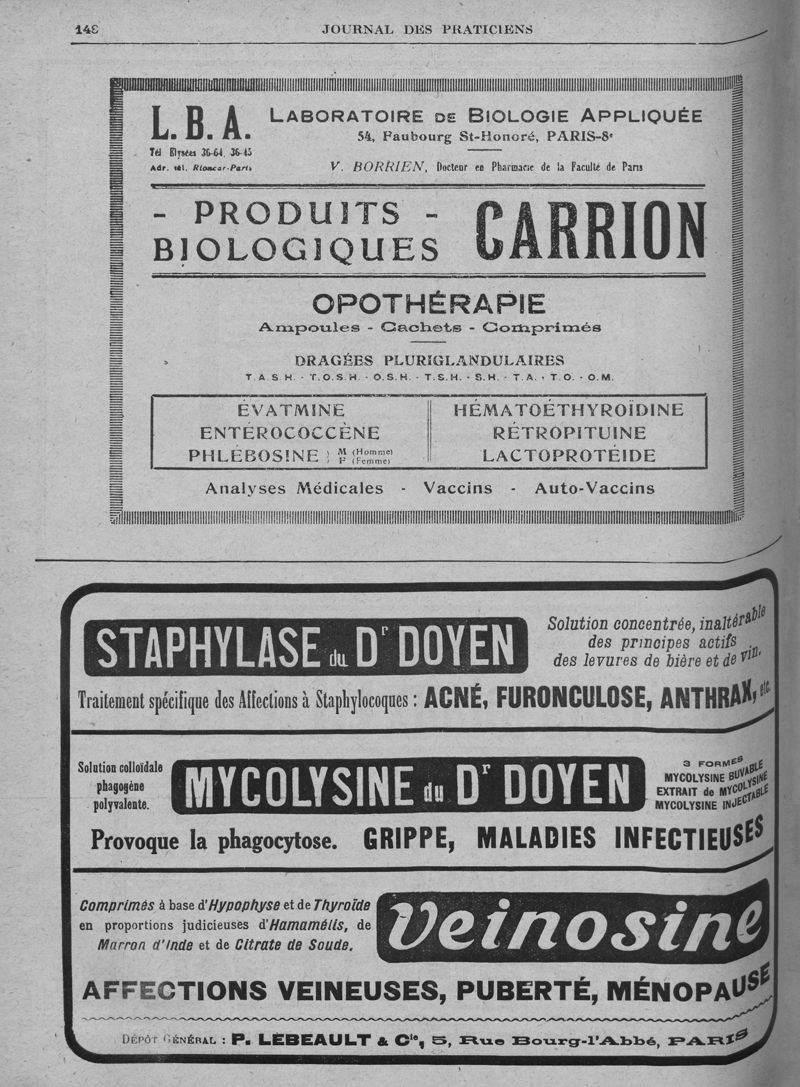 148
JOURNAL DES PRATICIENS
L. B. A.
LABORATOIRE DE BIOLOGIE APPLIQUÉE
54, Faubourg St-Honoré, PARIS-8e
Tél Elysées 36-64, 36-45
Adr. tél. Rioncar-Paris
V. BORRIEN, Docteur en Pharmacie de la Faculté de Paris
- PRODUITS -
BIOLOGIQUES
CARRION
OPOTHÉRAPIE
Ampoules - Cachets - Comprimés
DRAGÉES PLURIGLANDULAIRES
T.A.S.H. - T.O.S.H. - O.S.H. - T.S.H. - S.H. - T.A. - T.O. - O.M.
ÉVATMINE
ENTÉROCOCCÈNE
PHLÉBOSINE } M (Homme)
F (Femme)
HÉMATOÉTHYROÏDINE
RÉTROPITUINE
LACTOPROTÉIDE
Analyses Médicales - Vaccins - Auto-Vaccins
STAPHYLASE du Dr DOYEN
Solution concentrée, inaltérable
des principes actifs
des levures de bière et de vin.
Traitement spécifique des Affections à Staphylocoques : ACNÉ, FURONCULOSE, ANTHRAX, etc.
Solution colloïdale
phagogène
polyvalente.
MYCOLYSINE du Dr DOYEN
3 FORMES
MYCOLYSINE BUVABLE
EXTRAIT de MYCOLYSINE
MYCOLYSINE INJECTABLE
Provoque la phagocytose. GRIPPE, MALADIES INFECTIEUSES
Comprimés à base d'Hypophyse et de Thyroïde
en proportions judicieuses d'Hamamélis, de
Marron d'Inde et de Citrate de Soude.
Veinosine
AFFECTIONS VEINEUSES, PUBERTÉ, MÉNOPAUSE
DÉPÔT GÉNÉRAL : P. LEBEAULT & Cie, 5, Rue Bourg-l'Abbé, PARIS